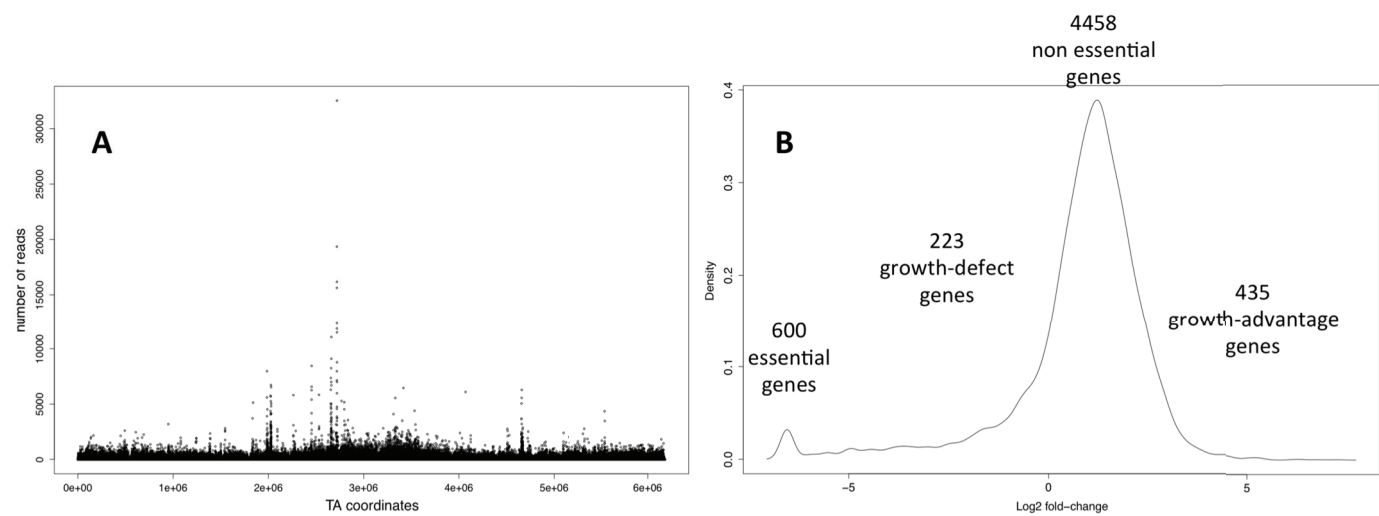 A
number of reads
30000
25000
20000
15000
10000
5000
0
0e+00 1e+06 2e+06 3e+06 4e+06 5e+06 6e+06
TA coordinates
4458
non essential
genes
B
223
growth-defect
genes
435
growth-advantage
genes
600
essential
genes
Density
0.4
0.3
0.2
0.1
0.0
−5 0 5
Log2 fold−change